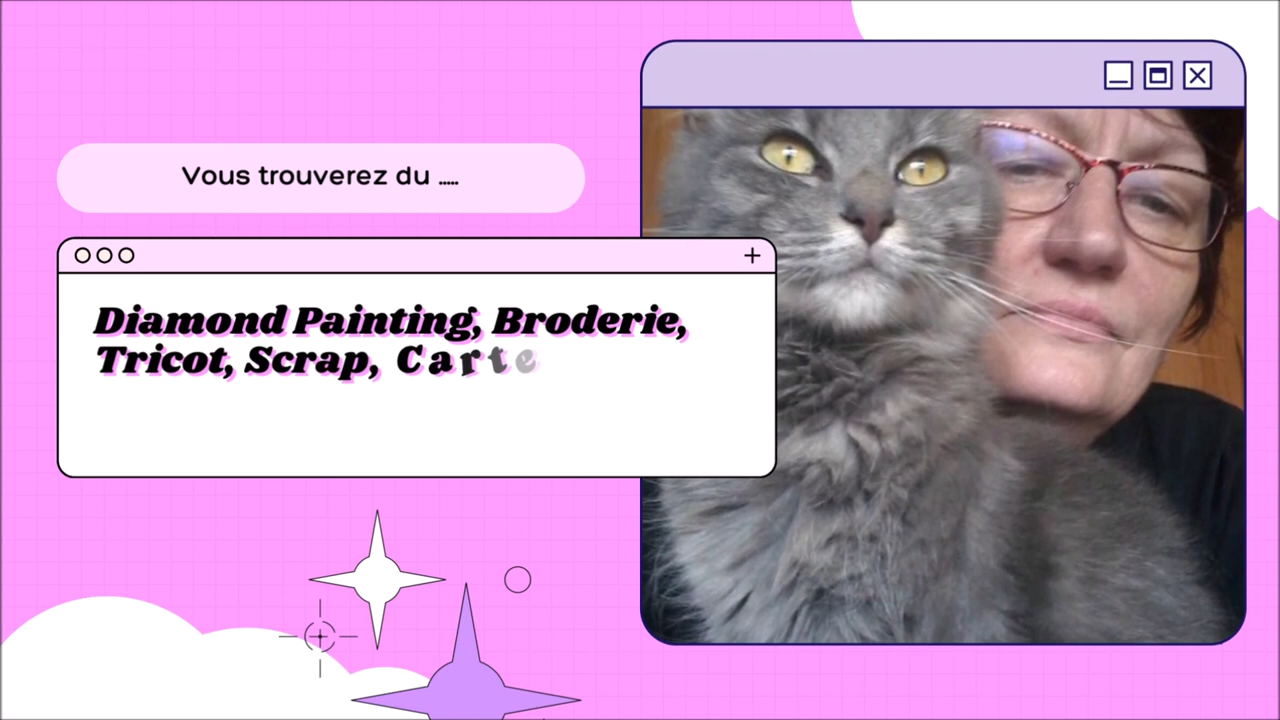 Vous trouverez du .....
Diamond Painting, Broderie,
Tricot, Scrap, Carte